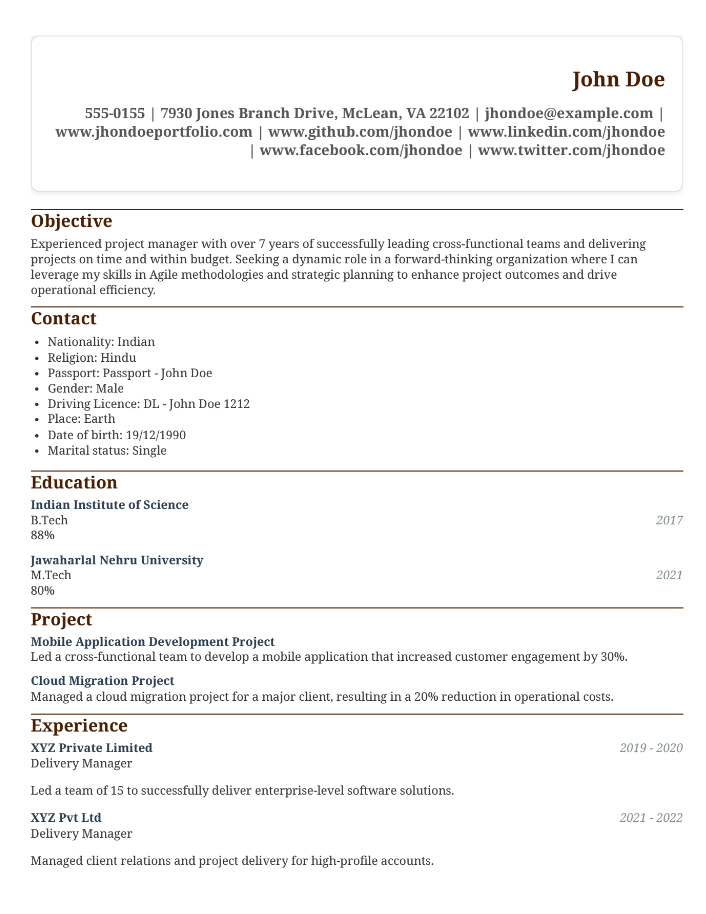 John Doe
555-0155 | 7930 Jones Branch Drive, McLean, VA 22102 | jhondoe@example.com |
www.jhondoeportfolio.com | www.github.com/jhondoe | www.linkedin.com/jhondoe
| www.facebook.com/jhondoe | www.twitter.com/jhondoe
Objective
Experienced project manager with over 7 years of successfully leading cross-functional teams and delivering
projects on time and within budget. Seeking a dynamic role in a forward-thinking organization where I can
leverage my skills in Agile methodologies and strategic planning to enhance project outcomes and drive
operational efficiency.
Contact
• Nationality: Indian
• Religion: Hindu
• Passport: Passport - John Doe
• Gender: Male
• Driving Licence: DL - John Doe 1212
• Place: Earth
• Date of birth: 19/12/1990
• Marital status: Single
Education
Indian Institute of Science
B.Tech 2017
88%
Jawaharlal Nehru University
M.Tech 2021
80%
Project
Mobile Application Development Project
Led a cross-functional team to develop a mobile application that increased customer engagement by 30%.
Cloud Migration Project
Managed a cloud migration project for a major client, resulting in a 20% reduction in operational costs.
Experience
XYZ Private Limited 2019 - 2020
Delivery Manager
Led a team of 15 to successfully deliver enterprise-level software solutions.
XYZ Pvt Ltd 2021 - 2022
Delivery Manager
Managed client relations and project delivery for high-profile accounts.